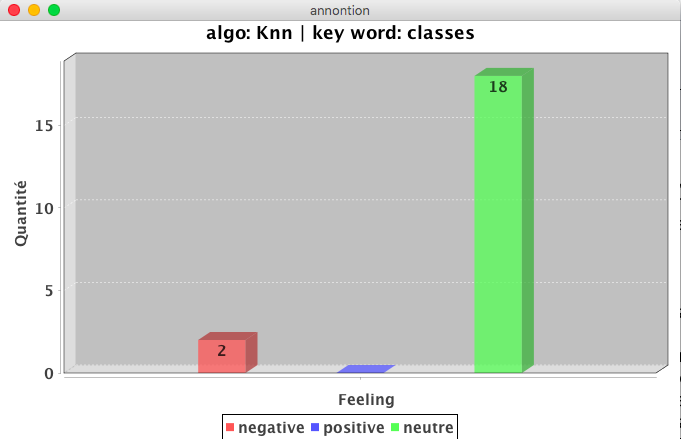 annontion
algo: Knn | key word: classes
18
15
10
5
2
0
Quantité
Feeling
negative positive neutre